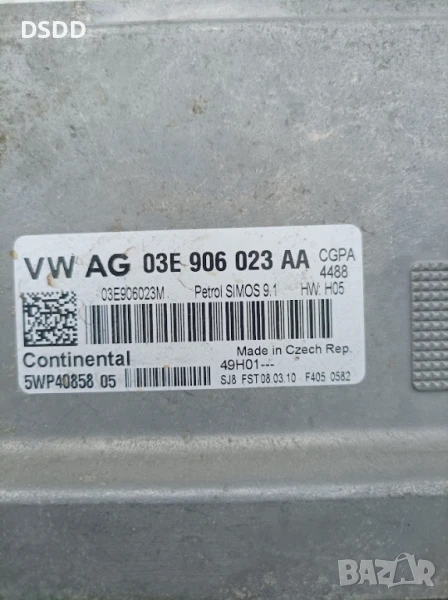 DSDD
VW AG 03E 906 023 AA CGPA
4488
03E906023M Petrol SIMOS 9.1 HW: H05
Continental Made in Czech Rep.
5WP40858 05 49H01---
SJ8 FST 08.03.10 F405 0582
BAZAR